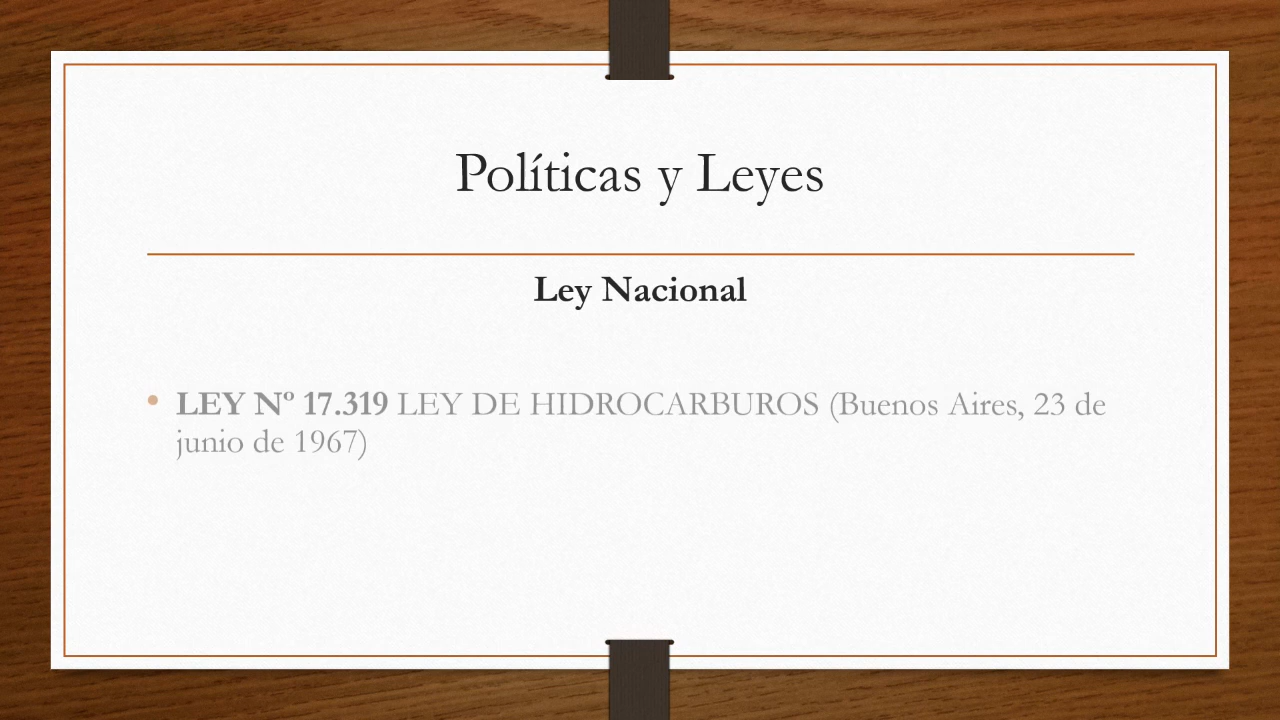 Políticas y Leyes
Ley Nacional
• LEY Nº 17.319 LEY DE HIDROCARBUROS (Buenos Aires, 23 de
junio de 1967)